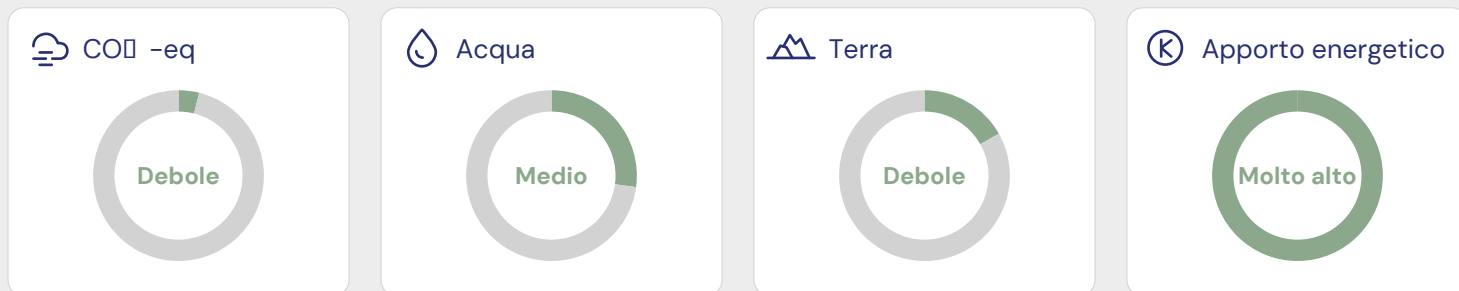 CO▯ -eq
Debole
Acqua
Medio
Terra
Debole
Apporto energetico
Molto alto